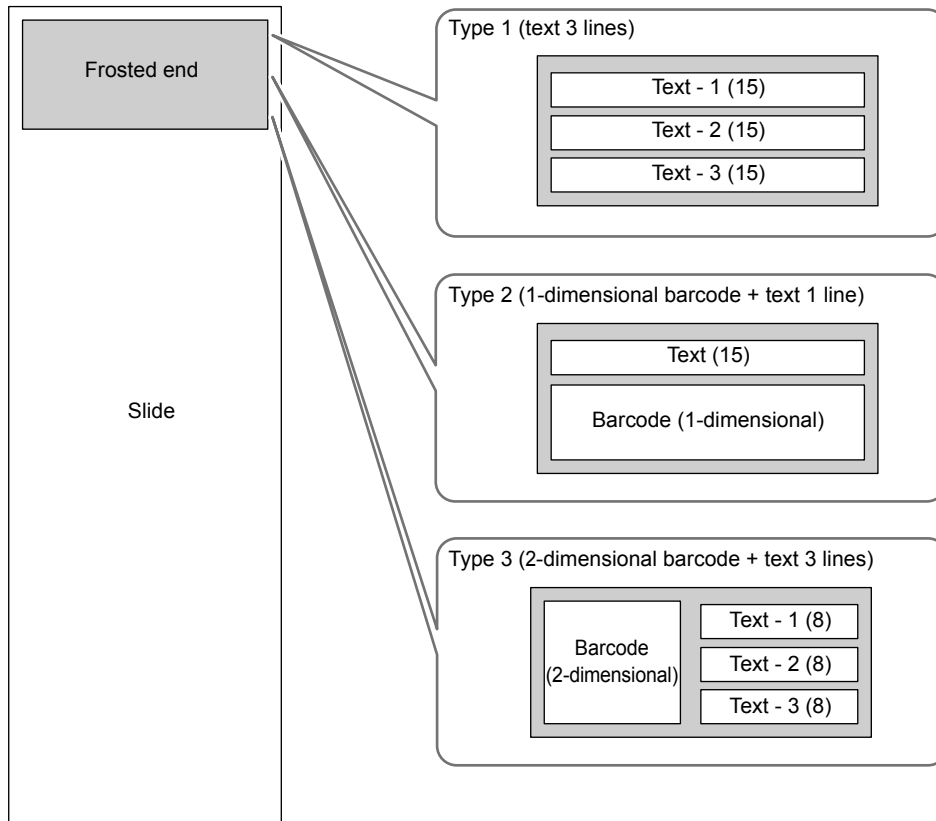 Frosted end
Slide
Type 1 (text 3 lines)
Text - 1 (15)
Text - 2 (15)
Text - 3 (15)
Type 2 (1-dimensional barcode + text 1 line)
Text (15)
Barcode (1-dimensional)
Type 3 (2-dimensional barcode + text 3 lines)
Barcode
(2-dimensional)
Text - 1 (8)
Text - 2 (8)
Text - 3 (8)